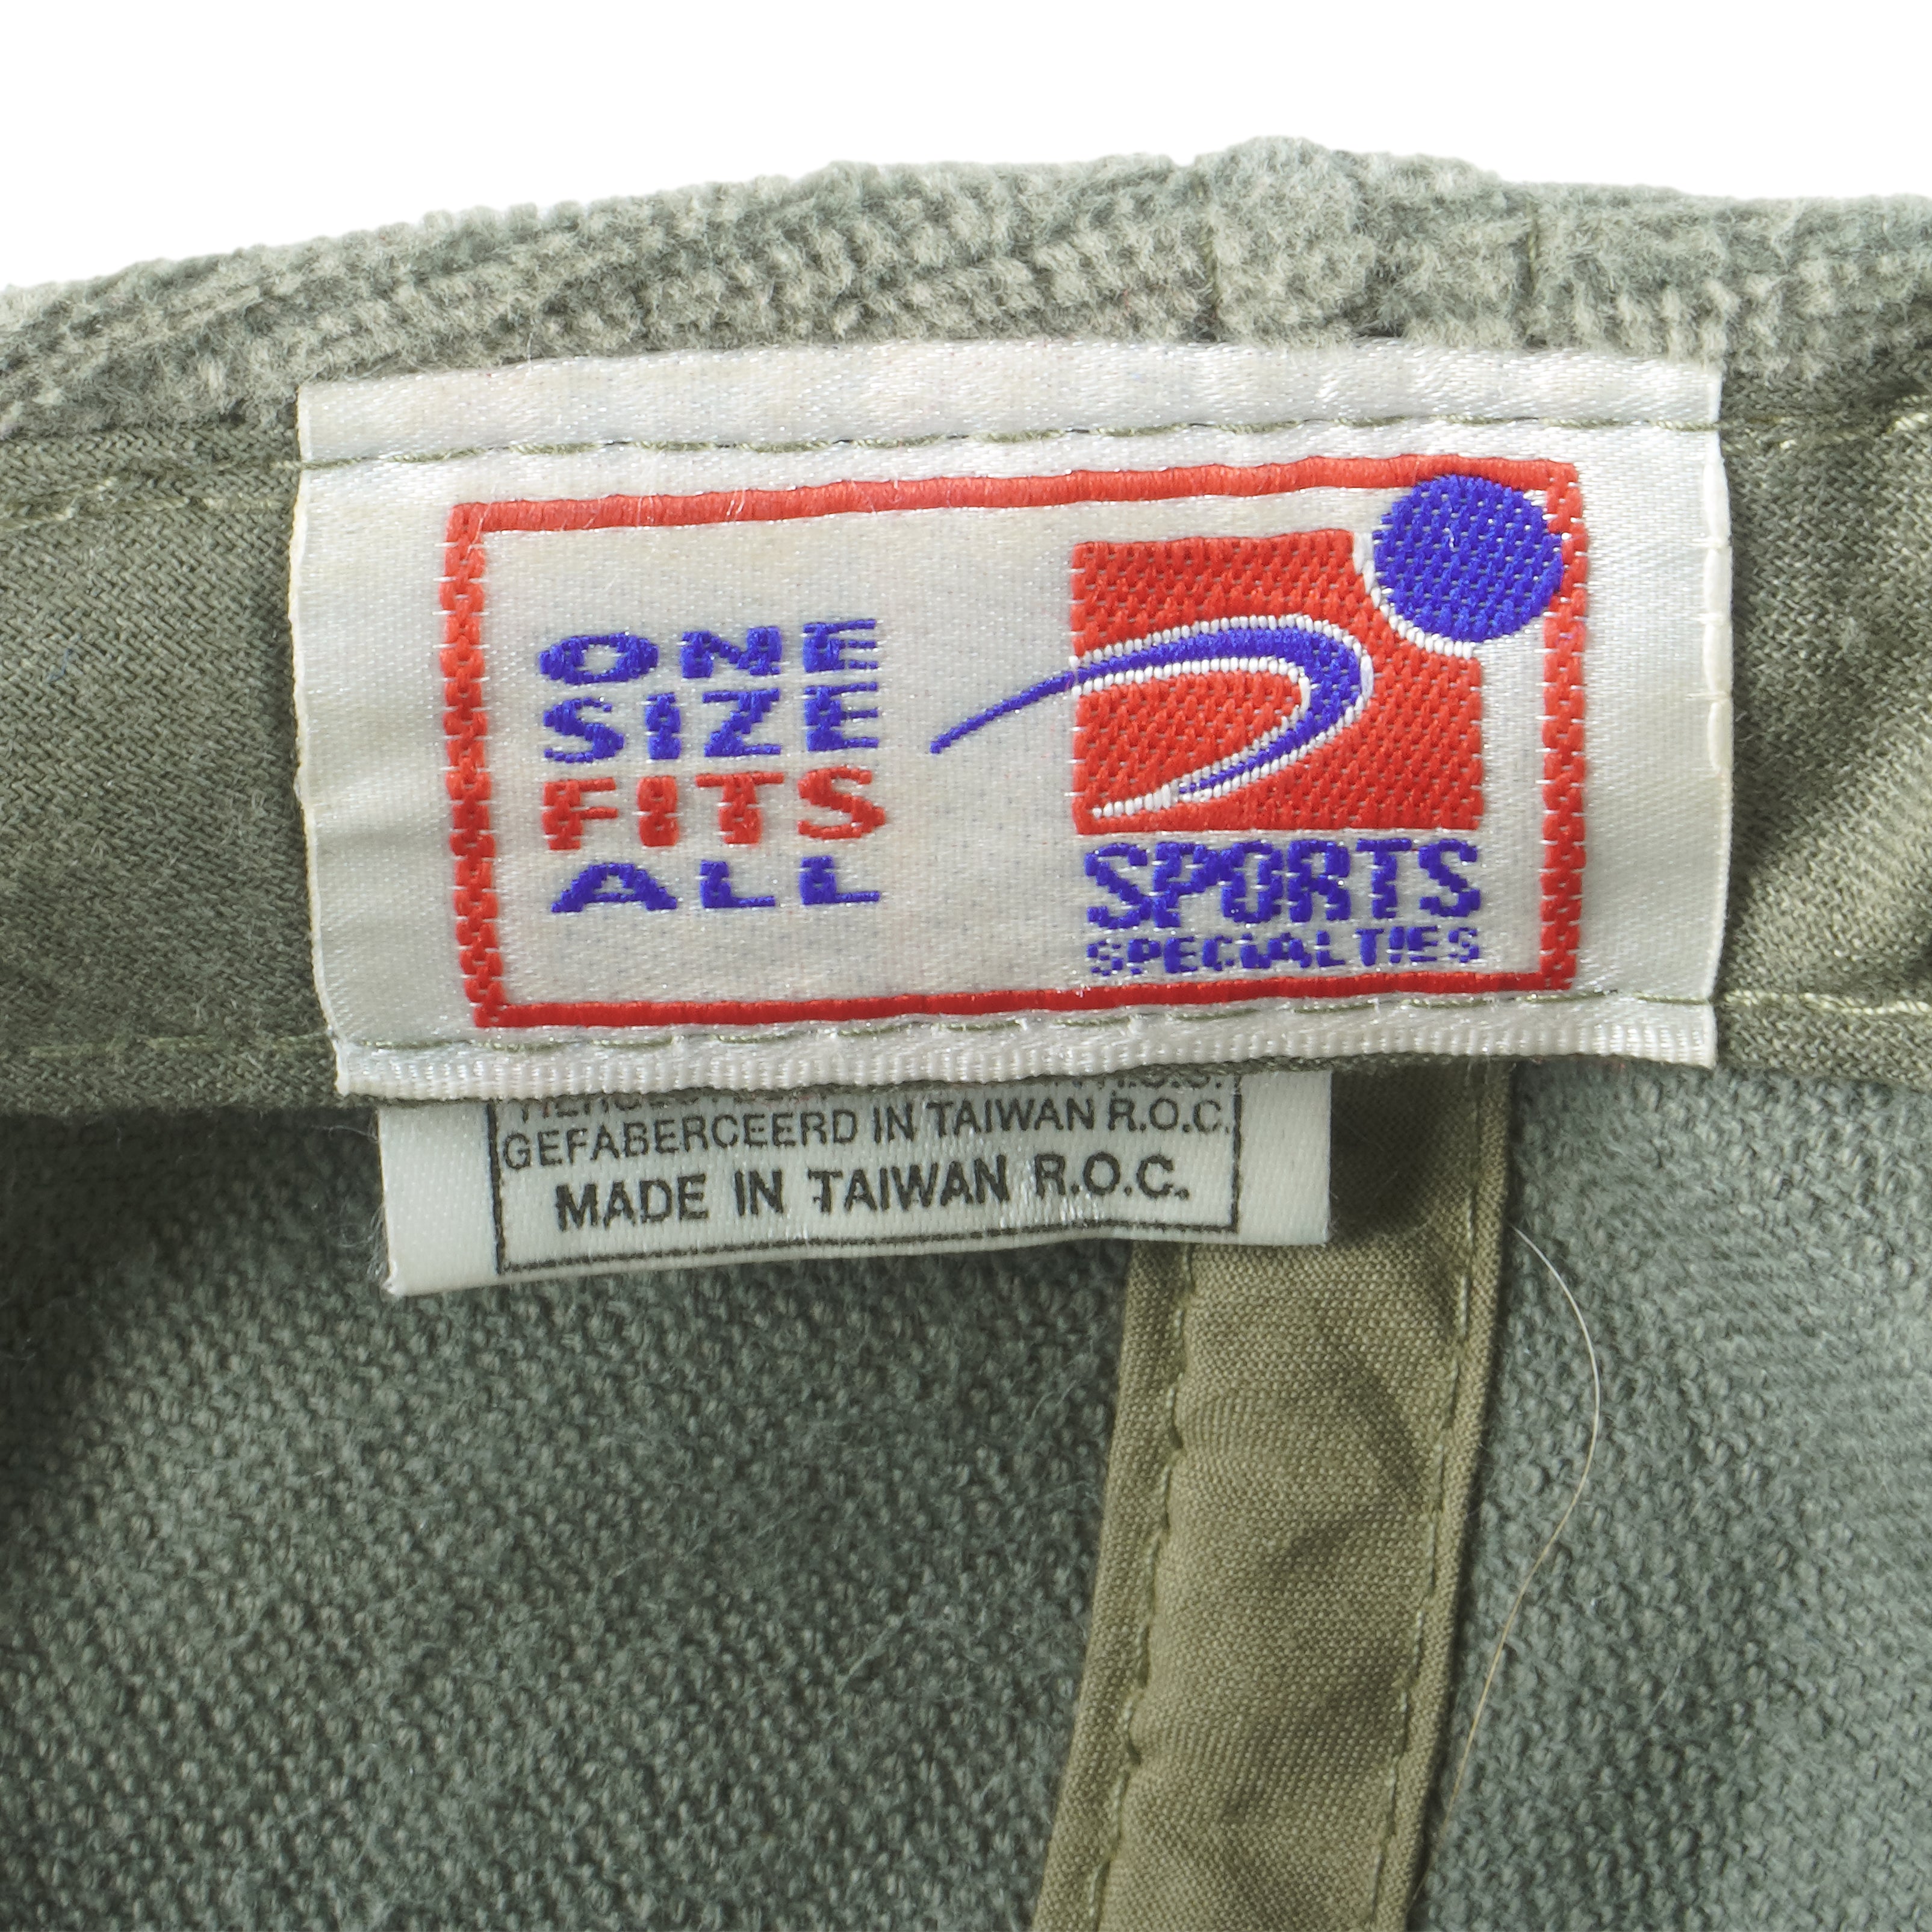 ONE
SIZE
FITS
ALL
SPORTS
SPECIALTIES
GEFABERCEERD IN TAIWAN R.O.C.
MADE IN TAIWAN R.O.C.